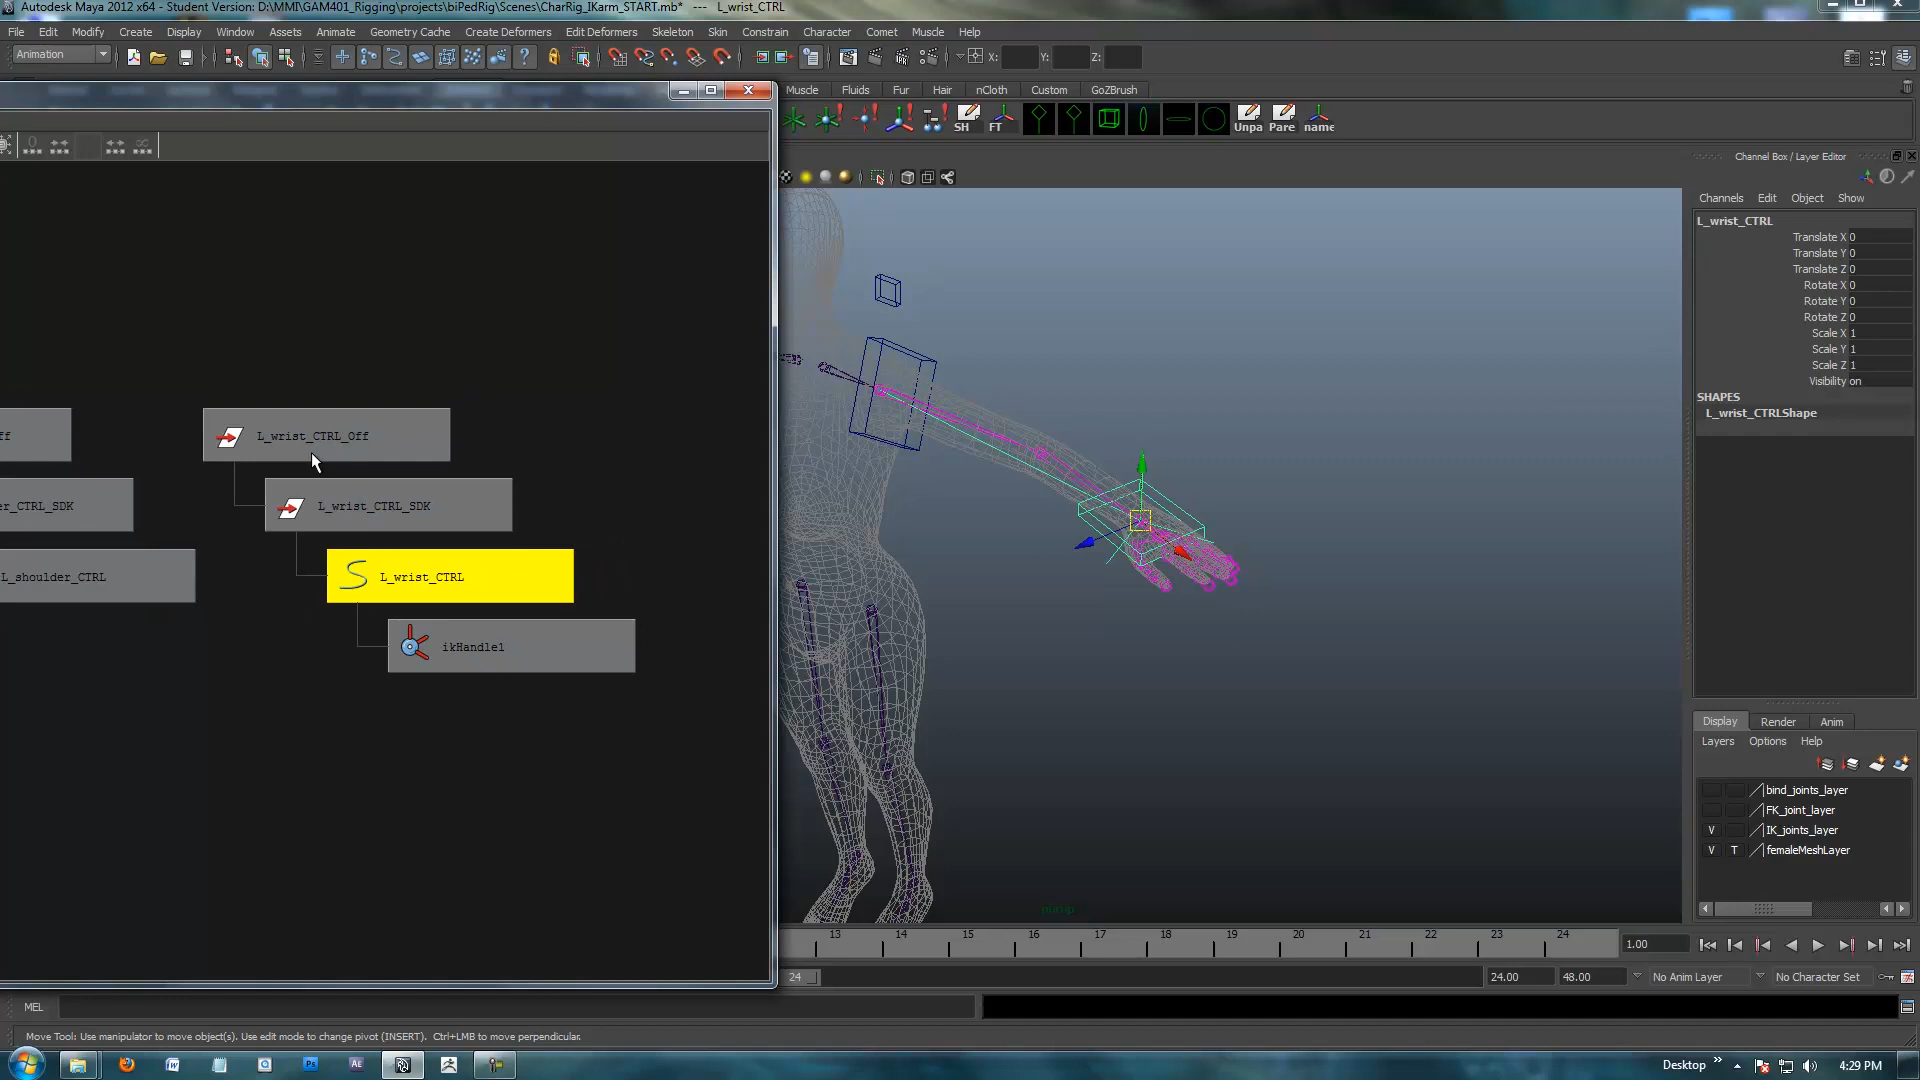 Autodesk Maya 2012 x64 - Student Version: D:\MMI\GAM401_Rigging\projects\biPedRig\Scenes\CharRig_IKarm_START.mb* --- L_wrist_CTRL
File Edit Modify Create Display Window Assets Animate Geometry Cache Create Deformers Edit Deformers Skeleton Skin Constrain Character Comet Muscle Help
Animation X: Y: Z:
Muscle Fluids Fur Hair nCloth Custom GoZBrush
SH FT Unpa Pare name
Channel Box / Layer Editor
Channels Edit Object Show
L_wrist_CTRL
Translate X 0
Translate Y 0
Translate Z 0
Rotate X 0
Rotate Y 0
Rotate Z 0
Scale X 1
Scale Y 1
Scale Z 1
Visibility on
SHAPES
L_wrist_CTRLShape
ff
L_wrist_CTRL_Off
er_CTRL_SDK
L_wrist_CTRL_SDK
L_shoulder_CTRL
L_wrist_CTRL
ikHandle1
Display Render Anim
Layers Options Help
bind_joints_layer
FK_joint_layer
V IK_joints_layer
V T femaleMeshLayer
persp
13 14 15 16 17 18 19 20 21 22 23 24 1.00
24 24.00 48.00 No Anim Layer No Character Set
MEL
Move Tool: Use manipulator to move object(s). Use edit mode to change pivot (INSERT). Ctrl+LMB to move perpendicular.
Desktop 4:29 PM